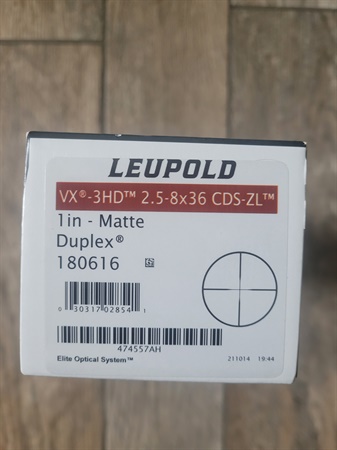 LEUPOLD
VX®-3HD™ 2.5-8x36 CDS-ZL™
1in - Matte
Duplex®
180616
0 30317 02854 1
474557AH
Elite Optical System™
211014 19:44